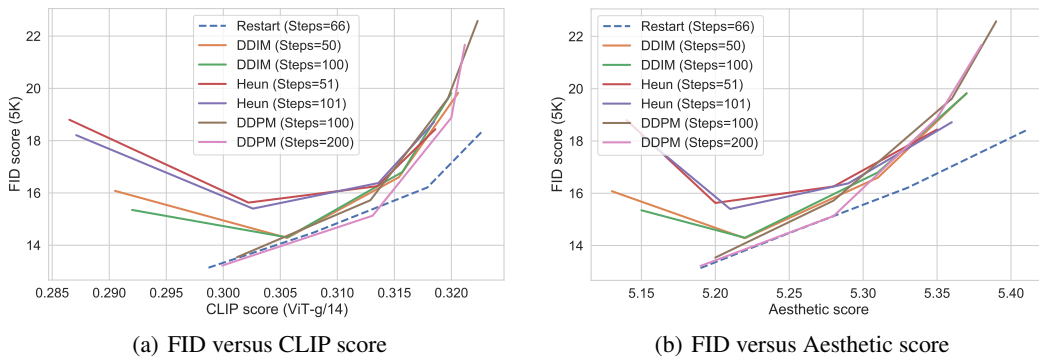 FID score (5K)
22
20
18
16
14
Restart (Steps=66)
DDIM (Steps=50)
DDIM (Steps=100)
Heun (Steps=51)
Heun (Steps=101)
DDPM (Steps=100)
DDPM (Steps=200)
0.285 0.290 0.295 0.300 0.305 0.310 0.315 0.320
CLIP score (ViT-g/14)
(a) FID versus CLIP score
FID score (5K)
22
20
18
16
14
Restart (Steps=66)
DDIM (Steps=50)
DDIM (Steps=100)
Heun (Steps=51)
Heun (Steps=101)
DDPM (Steps=100)
DDPM (Steps=200)
5.15 5.20 5.25 5.30 5.35 5.40
Aesthetic score
(b) FID versus Aesthetic score